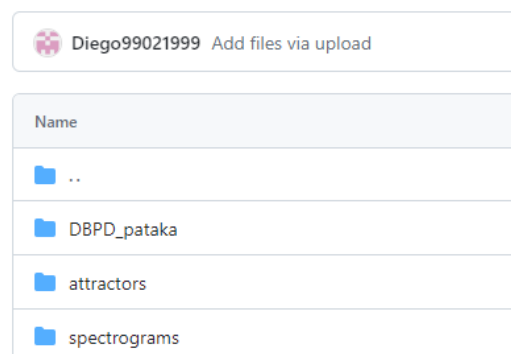 Diego99021999 Add files via upload
Name
..
DBPD_pataka
attractors
spectrograms